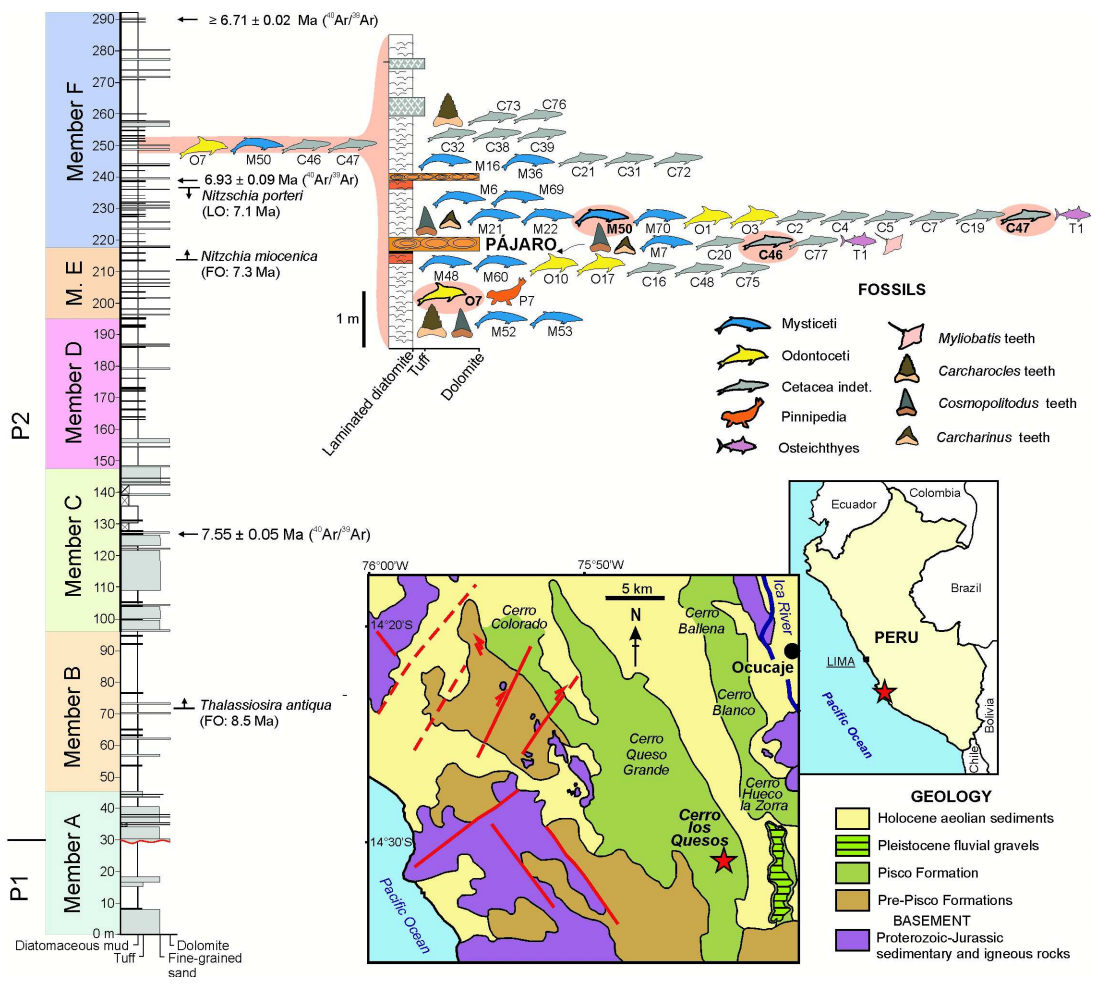 P2
P1
Member F
M. E
Member D
Member C
Member B
Member A
290
280
270
260
250
240
230
220
210
200
190
180
170
160
150
140
130
120
110
100
90
80
70
60
50
40
30
20
10
0 m
Diatomaceous mud
Tuff
Dolomite
Fine-grained
sand
≥ 6.71 ± 0.02 Ma (40Ar/39Ar)
O7 M50 C46 C47
6.93 ± 0.09 Ma (40Ar/39Ar)
Nitzschia porteri
(LO: 7.1 Ma)
Nitzchia miocenica
(FO: 7.3 Ma)
7.55 ± 0.05 Ma (40Ar/39Ar)
Thalassiosira antiqua
(FO: 8.5 Ma)
1 m
C73 C76
C32 C38 C39
M16 M36 C21 C31 C72
M6 M69
M21 M22 M50 M70 O1 O3 C2 C4 C5 C7 C19 C47 T1
PÁJARO
M7 C20 C46 C77 T1
M48 M60 O10 O17 C16 C48 C75
O7 P7
M52 M53
Laminated diatomite
Tuff
Dolomite
FOSSILS
Mysticeti
Odontoceti
Cetacea indet.
Pinnipedia
Osteichthyes
Myliobatis teeth
Carcharocles teeth
Cosmopolitodus teeth
Carcharinus teeth
76°00'W
75°50'W
14°20'S
14°30'S
5 km
N
Cerro
Colorado
Cerro
Ballena
Ica River
Ocucaje
Cerro
Blanco
Cerro
Queso
Grande
Cerro
Hueco
la Zorra
Cerro
los
Quesos
Pacific Ocean
Ecuador
Colombia
Brazil
PERU
LIMA
Pacific Ocean
Bolivia
Chile
GEOLOGY
Holocene aeolian sediments
Pleistocene fluvial gravels
Pisco Formation
Pre-Pisco Formations
BASEMENT
Proterozoic-Jurassic
sedimentary and igneous rocks